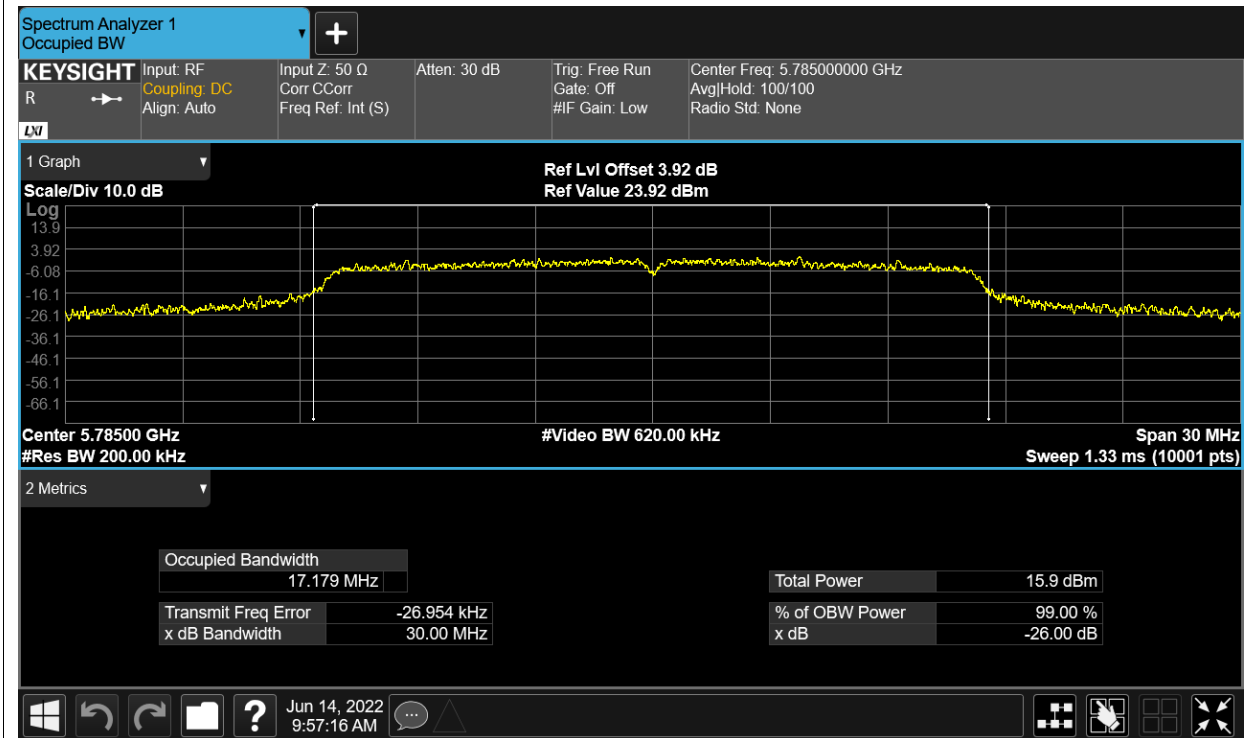 Spectrum Analyzer 1
Occupied BW
KEYSIGHT
R
LXI
Input: RF
Coupling: DC
Align: Auto
Input Z: 50 Ω
Corr CCorr
Freq Ref: Int (S)
Atten: 30 dB
Trig: Free Run
Gate: Off
#IF Gain: Low
Center Freq: 5.785000000 GHz
Avg|Hold: 100/100
Radio Std: None
1 Graph
Scale/Div 10.0 dB
Ref Lvl Offset 3.92 dB
Ref Value 23.92 dBm
Log
13.9
3.92
-6.08
-16.1
-26.1
-36.1
-46.1
-56.1
-66.1
Center 5.78500 GHz
#Res BW 200.00 kHz
#Video BW 620.00 kHz
Span 30 MHz
Sweep 1.33 ms (10001 pts)
2 Metrics
Occupied Bandwidth
17.179 MHz
Transmit Freq Error -26.954 kHz
x dB Bandwidth 30.00 MHz
Total Power 15.9 dBm
% of OBW Power 99.00 %
x dB -26.00 dB
?
Jun 14, 2022
9:57:16 AM